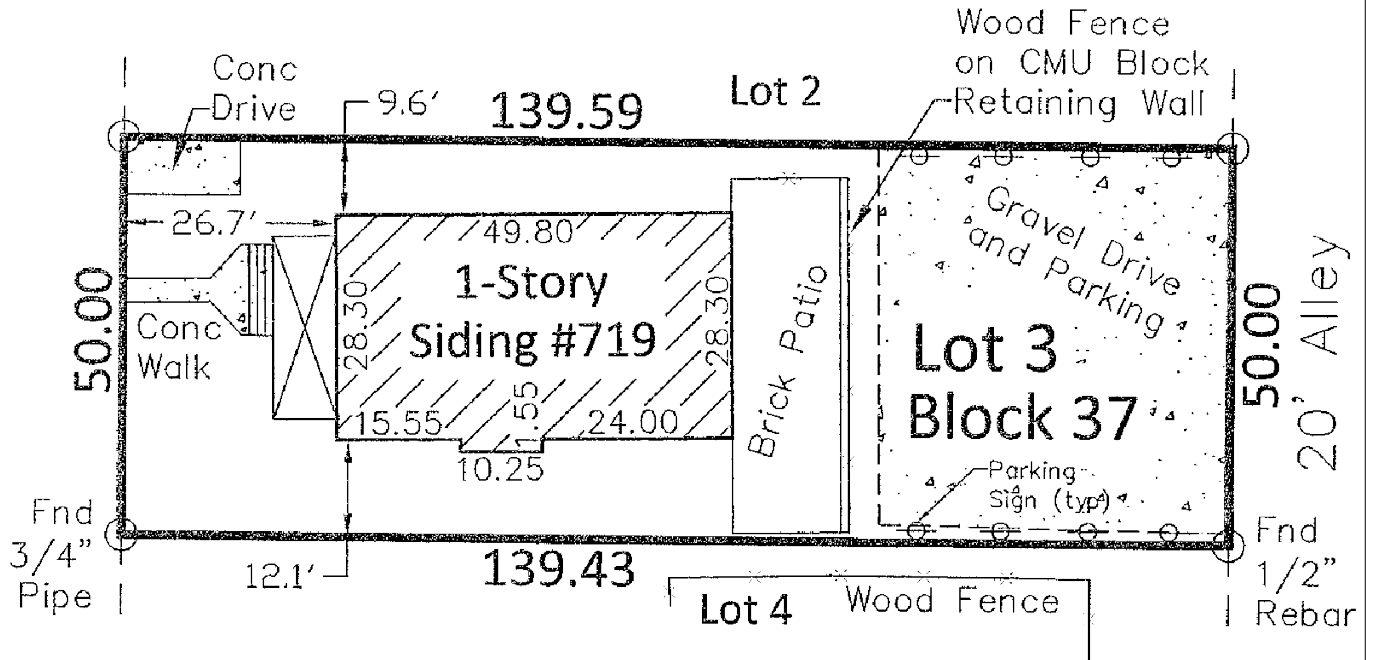 Wood Fence
on CMU Block
Retaining Wall
Conc
Drive
9.6'
139.59
Lot 2
26.7'
49.80
1-Story
Siding #719
28.30
28.30
15.55
1.55
24.00
10.25
Conc
Walk
50.00
Brick Patio
Gravel Drive
and Parking
Lot 3
Block 37
Parking
Sign (typ)
50.00
20' Alley
Fnd
3/4"
Pipe
12.1'
139.43
Lot 4
Wood Fence
Fnd
1/2"
Rebar